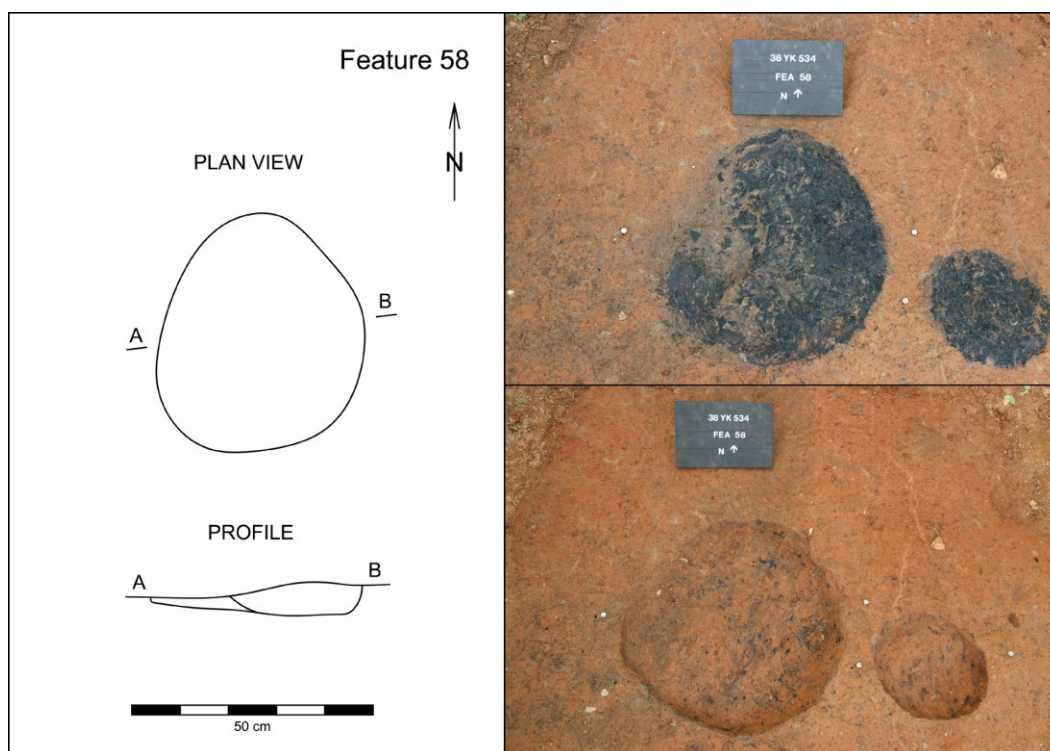 Feature 58
N
PLAN VIEW
A
B
PROFILE
A
B
50 cm
38 YK 534
FEA 58
N ↑
38 YK 534
FEA 58
N ↑